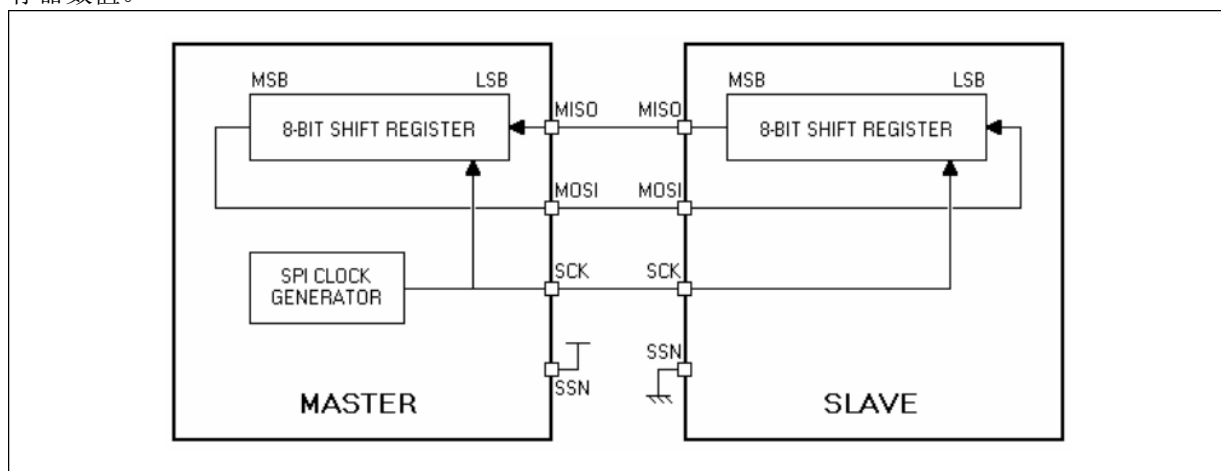 MSB LSB MSB LSB
8-BIT SHIFT REGISTER MISO MISO 8-BIT SHIFT REGISTER
MOSI MOSI
SPI CLOCK
GENERATOR
SCK SCK
SSN
SSN
MASTER SLAVE